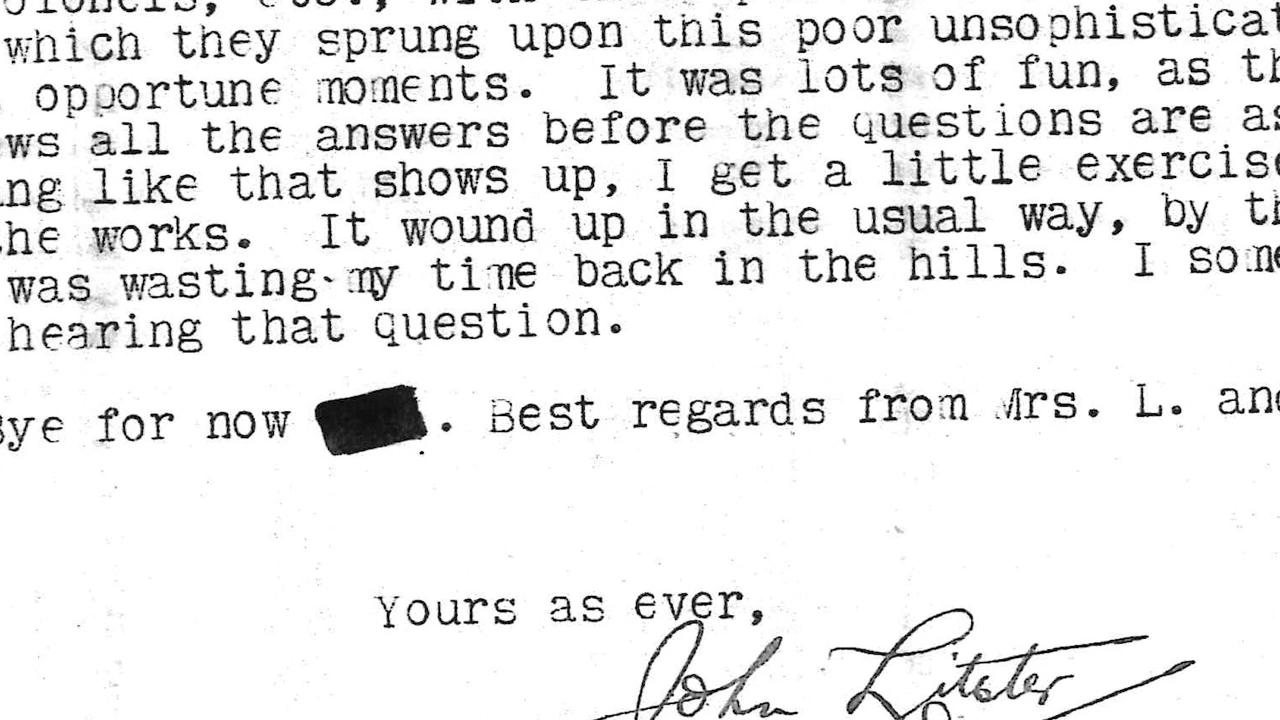 which they sprung upon this poor unsophisticat
opportune moments. It was lots of fun, as th
ws all the answers before the questions are as
ng like that shows up, I get a little exercise
he works. It wound up in the usual way, by th
was wasting my time back in the hills. I some
hearing that question.
Bye for now . Best regards from Mrs. L. and
Yours as ever,
John Litster